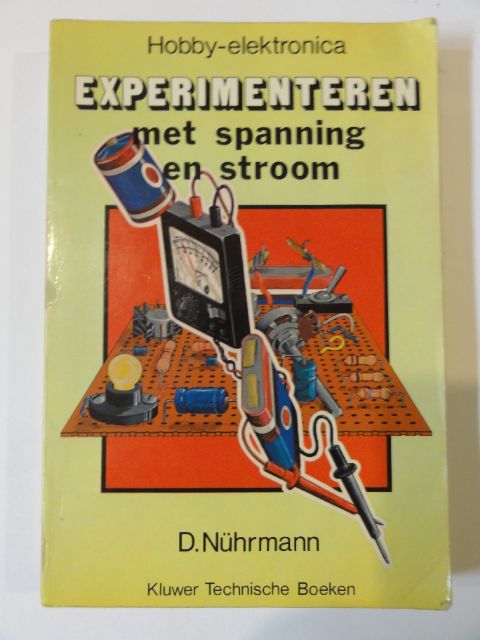 Hobby-elektronica
EXPERIMENTEREN
met spanning
en stroom
D.Nührmann
Kluwer Technische Boeken